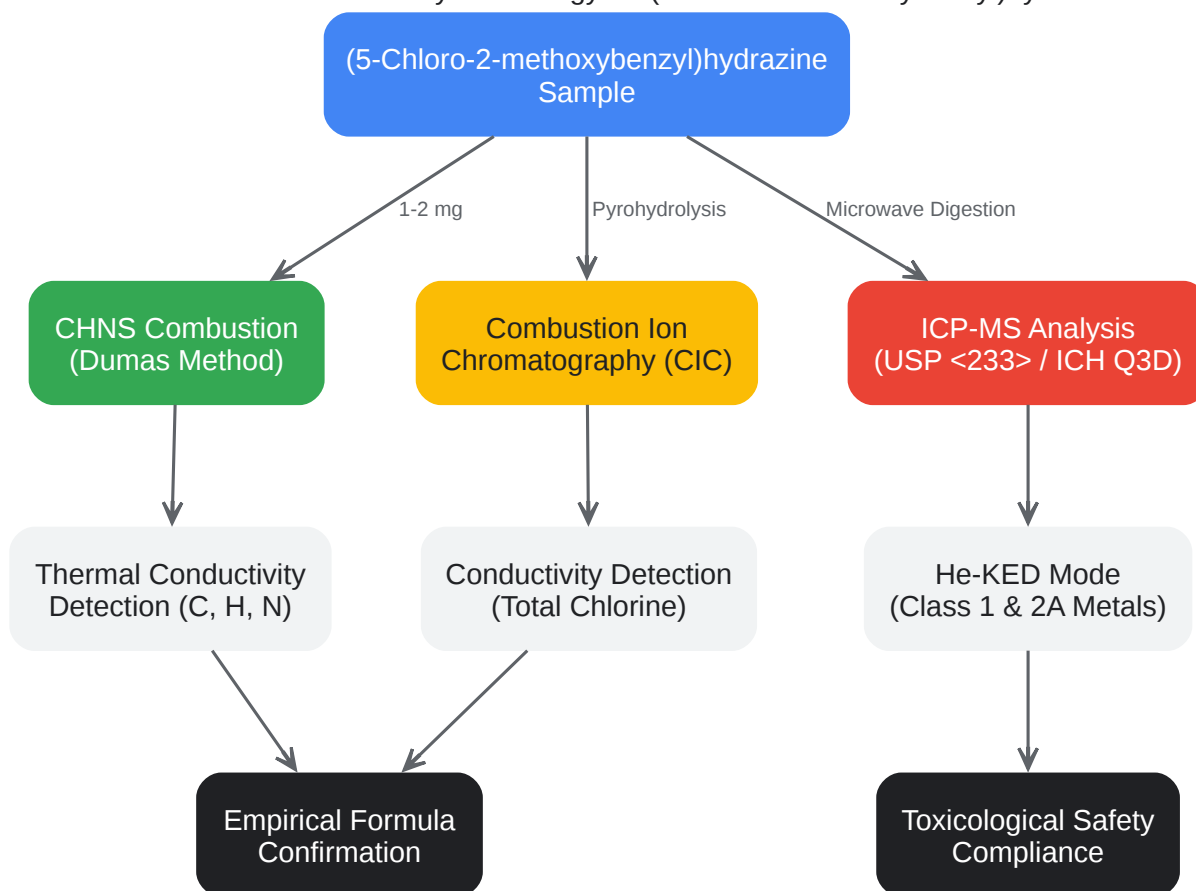 (5-Chloro-2-methoxybenzyl)hydrazine
Sample
1-2 mg
Pyrohydrolysis
Microwave Digestion
CHNS Combustion
(Dumas Method)
Combustion Ion
Chromatography (CIC)
ICP-MS Analysis
(USP <233> / ICH Q3D)
Thermal Conductivity
Detection (C, H, N)
Conductivity Detection
(Total Chlorine)
He-KED Mode
(Class 1 & 2A Metals)
Empirical Formula
Confirmation
Toxicological Safety
Compliance